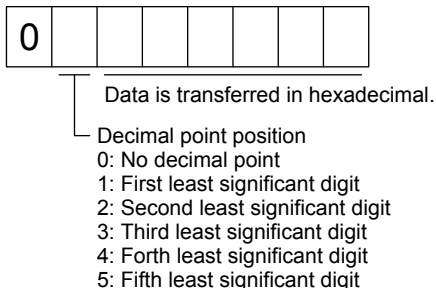 0
Data is transferred in hexadecimal.
Decimal point position
0: No decimal point
1: First least significant digit
2: Second least significant digit
3: Third least significant digit
4: Forth least significant digit
5: Fifth least significant digit